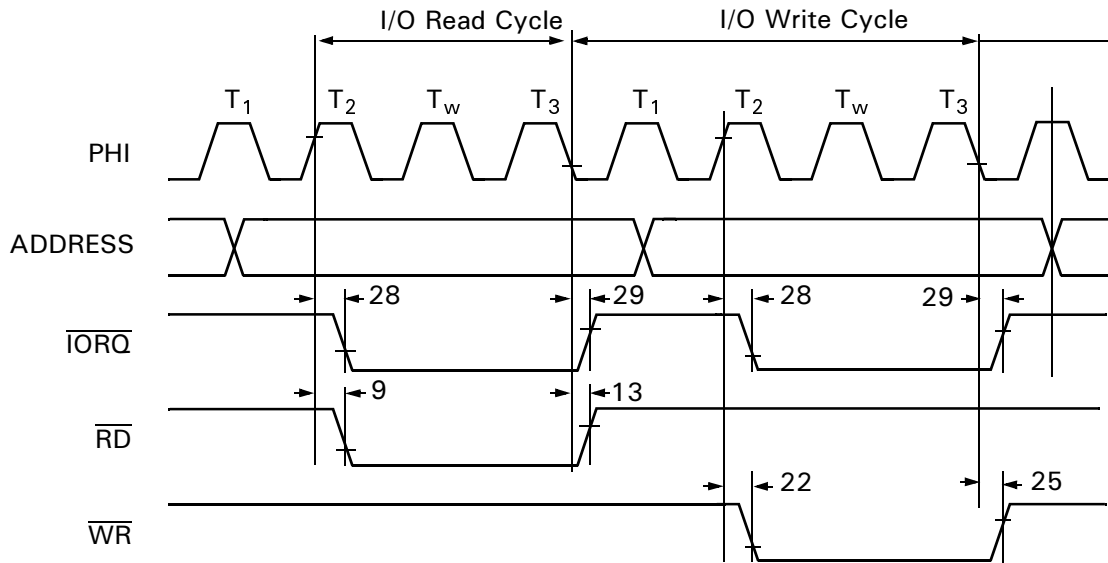 I/O Read Cycle I/O Write Cycle
T1 T2 Tw T3 T1 T2 Tw T3
PHI
ADDRESS
28 29 28 29
IORQ
9 13
RD
22 25
WR